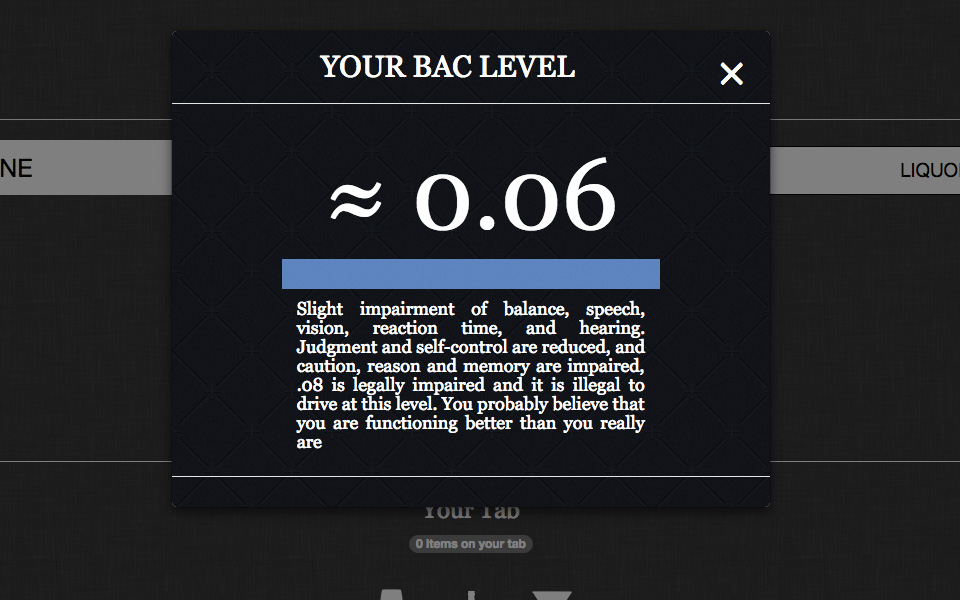 YOUR BAC LEVEL
×
NE
LIQUO
≈ 0.06
Slight impairment of balance, speech,
vision, reaction time, and hearing.
Judgment and self-control are reduced, and
caution, reason and memory are impaired,
.08 is legally impaired and it is illegal to
drive at this level. You probably believe that
you are functioning better than you really
are
Your Tab
0 items on your tab